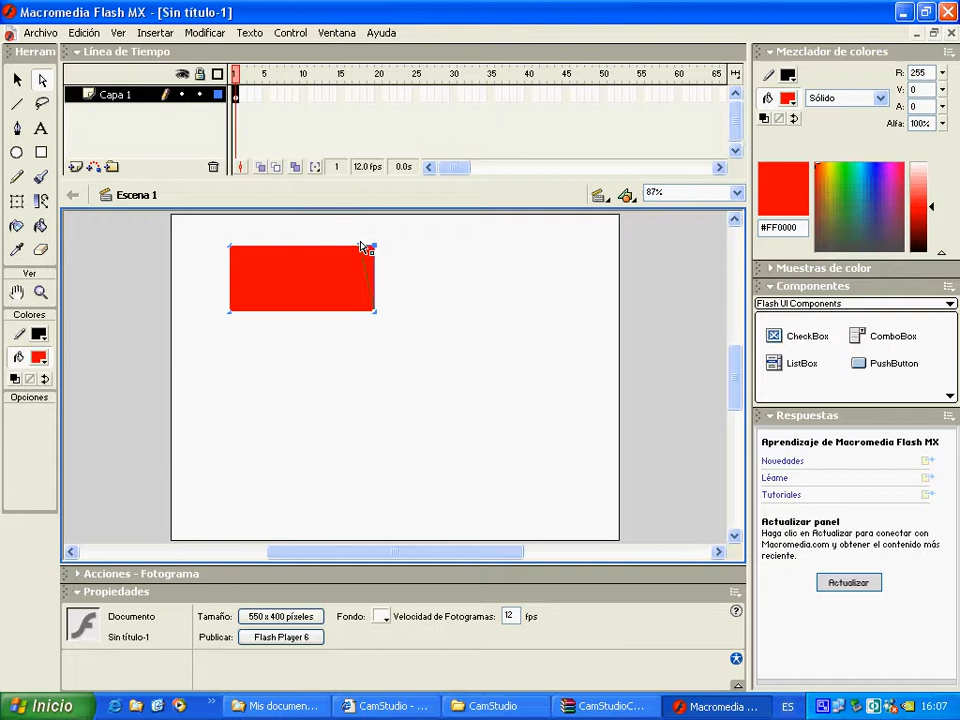 Macromedia Flash MX - [Sin título-1]
Archivo Edición Ver Insertar Modificar Texto Control Ventana Ayuda
Herram
Línea de Tiempo
1 5 10 15 20 25 30 35 40 45 50 55 60 65
Capa 1
1 12.0 fps 0.0s
Escena 1
87%
Ver
Colores
Opciones
Mezclador de colores
R: 255
Sólido
V: 0
A: 0
Alfa: 100%
#FF0000
Muestras de color
Componentes
Flash UI Components
CheckBox ComboBox
ListBox PushButton
Respuestas
Aprendizaje de Macromedia Flash MX
Novedades
Léame
Tutoriales
Actualizar panel
Haga clic en Actualizar para conectar con
Macromedia.com y obtener el contenido más
reciente.
Actualizar
Acciones - Fotograma
Propiedades
Documento Tamaño: 550 x 400 píxeles Fondo: Velocidad de Fotogramas: 12 fps
Sin título-1 Publicar: Flash Player 6
Inicio Mis documen... CamStudio - ... CamStudio CamStudioC... Macromedia ... ES 16:07